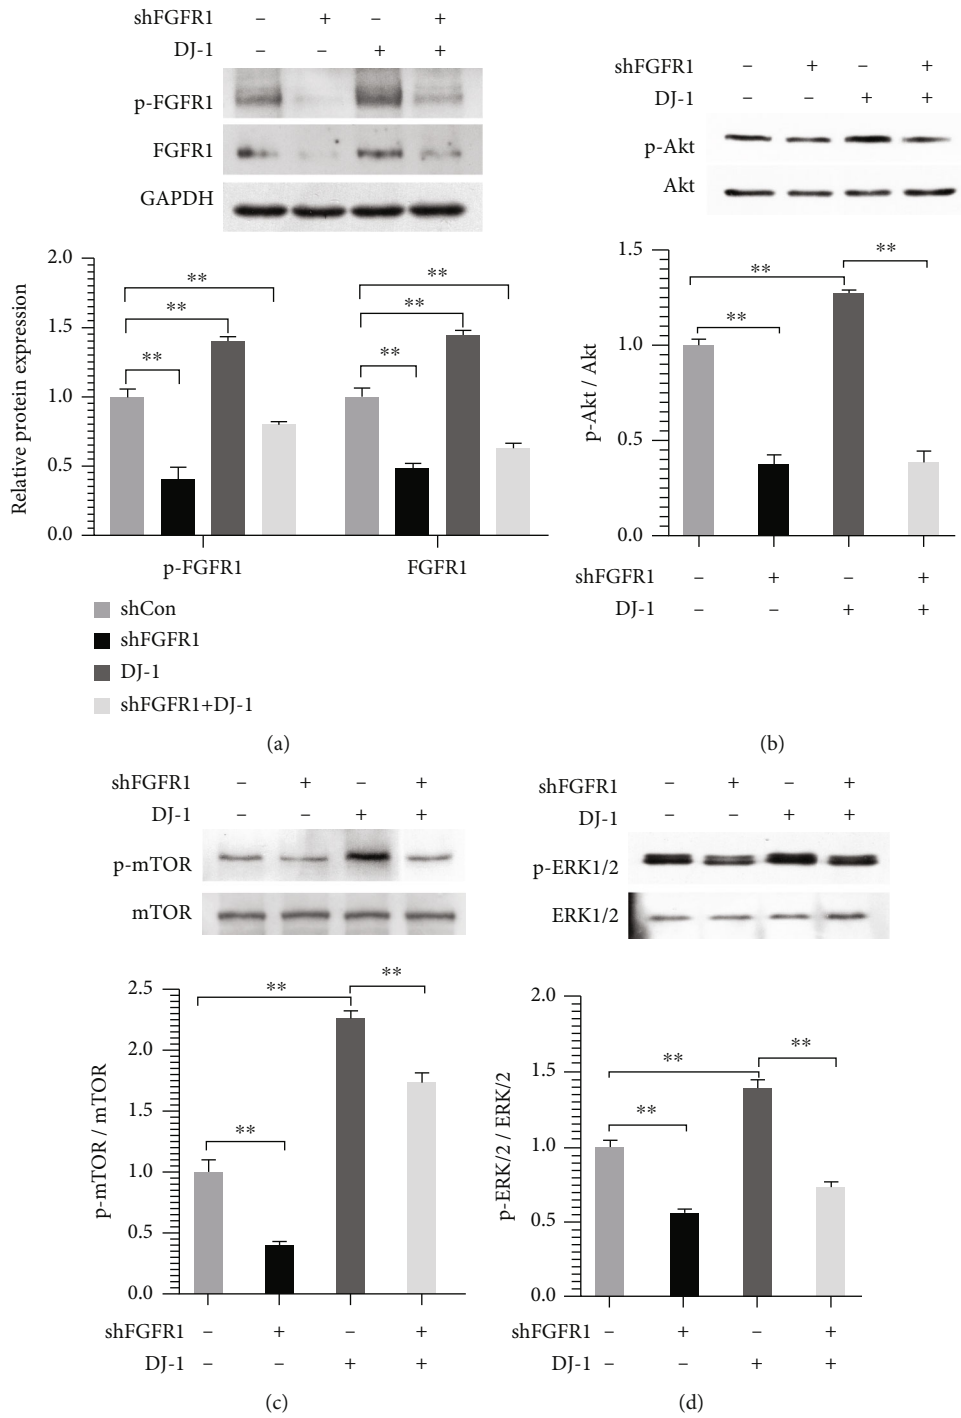 shFGFR1 – + – +
DJ-1 – – + +
p-FGFR1
FGFR1
GAPDH
Relative protein expression
2.0
1.5
1.0
0.5
0.0
** ** **
** ** **
p-FGFR1 FGFR1
shCon
shFGFR1
DJ-1
shFGFR1+DJ-1
(a)
shFGFR1 – + – +
DJ-1 – – + +
p-Akt
Akt
p-Akt / Akt
1.5
1.0
0.5
0.0
** ** **
shFGFR1 – + – +
DJ-1 – – + +
(b)
shFGFR1 – + – +
DJ-1 – – + +
p-mTOR
mTOR
p-mTOR / mTOR
2.5
2.0
1.5
1.0
0.5
0.0
** ** **
shFGFR1 – + – +
DJ-1 – – + +
(c)
shFGFR1 – + – +
DJ-1 – – + +
p-ERK1/2
ERK1/2
p-ERK/2 / ERK/2
2.0
1.5
1.0
0.5
0.0
** ** **
shFGFR1 – + – +
DJ-1 – – + +
(d)